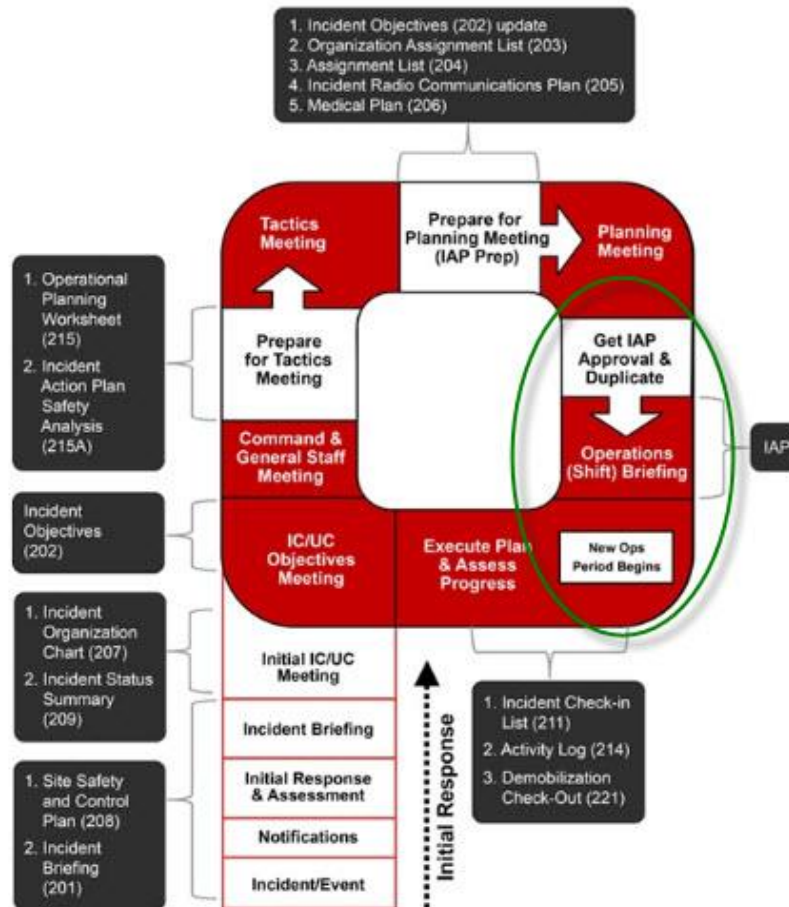 1. Incident Objectives (202) update
2. Organization Assignment List (203)
3. Assignment List (204)
4. Incident Radio Communications Plan (205)
5. Medical Plan (206)
Tactics
Meeting
Prepare for
Planning Meeting
(IAP Prep)
Planning
Meeting
1. Operational
Planning
Worksheet
(215)
2. Incident
Action Plan
Safety
Analysis
(215A)
Prepare
for Tactics
Meeting
Get IAP
Approval &
Duplicate
Command &
General Staff
Meeting
Operations
(Shift) Briefing
IAP
Incident
Objectives
(202)
IC/UC
Objectives
Meeting
Execute Plan
& Assess
Progress
New Ops
Period Begins
1. Incident
Organization
Chart (207)
2. Incident Status
Summary
(209)
Initial IC/UC
Meeting
Incident Briefing
Initial Response
& Assessment
Notifications
Incident/Event
Initial Response
1. Incident Check-in
List (211)
2. Activity Log (214)
3. Demobilization
Check-Out (221)
1. Site Safety
and Control
Plan (208)
2. Incident
Briefing
(201)